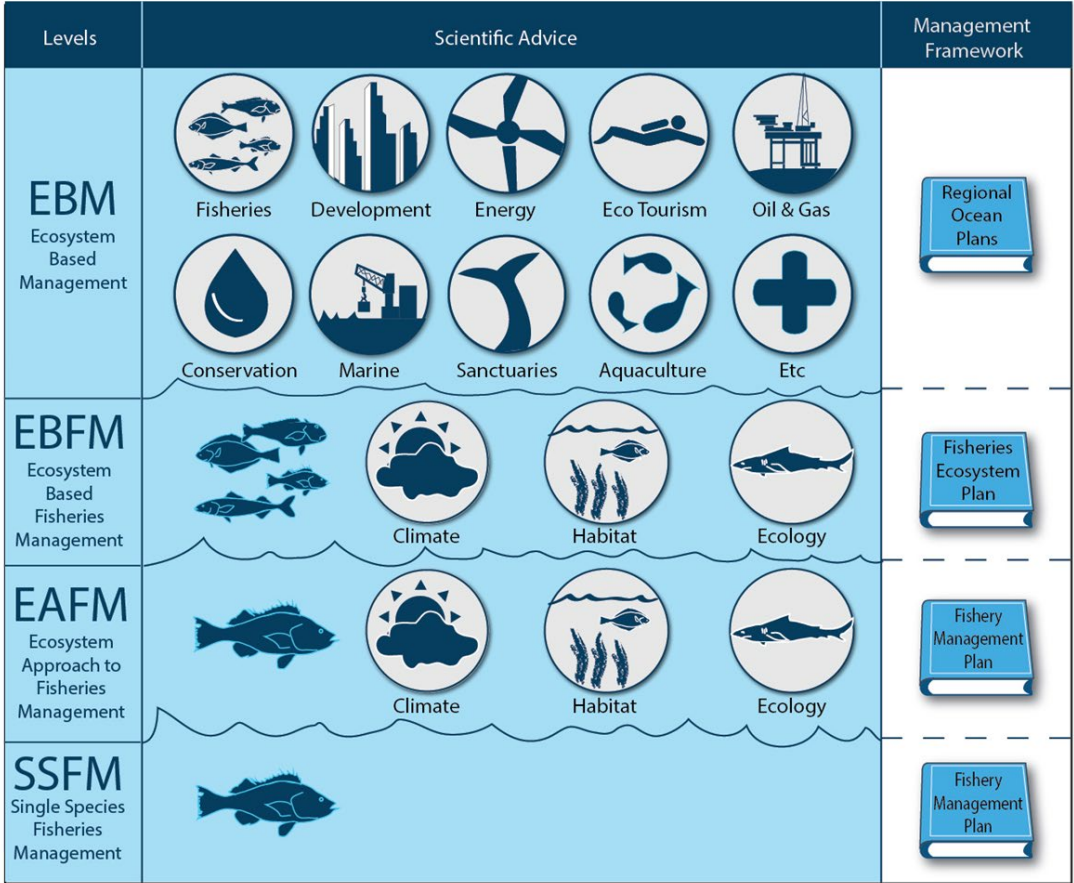 Levels
Scientific Advice
Management
Framework
EBM
Ecosystem
Based
Management
Fisheries
Development
Energy
Eco Tourism
Oil & Gas
Conservation
Marine
Sanctuaries
Aquaculture
Etc
Regional
Ocean
Plans
EBFM
Ecosystem
Based
Fisheries
Management
Climate
Habitat
Ecology
Fisheries
Ecosystem
Plan
EAFM
Ecosystem
Approach to
Fisheries
Management
Climate
Habitat
Ecology
Fishery
Management
Plan
SSFM
Single Species
Fisheries
Management
Fishery
Management
Plan